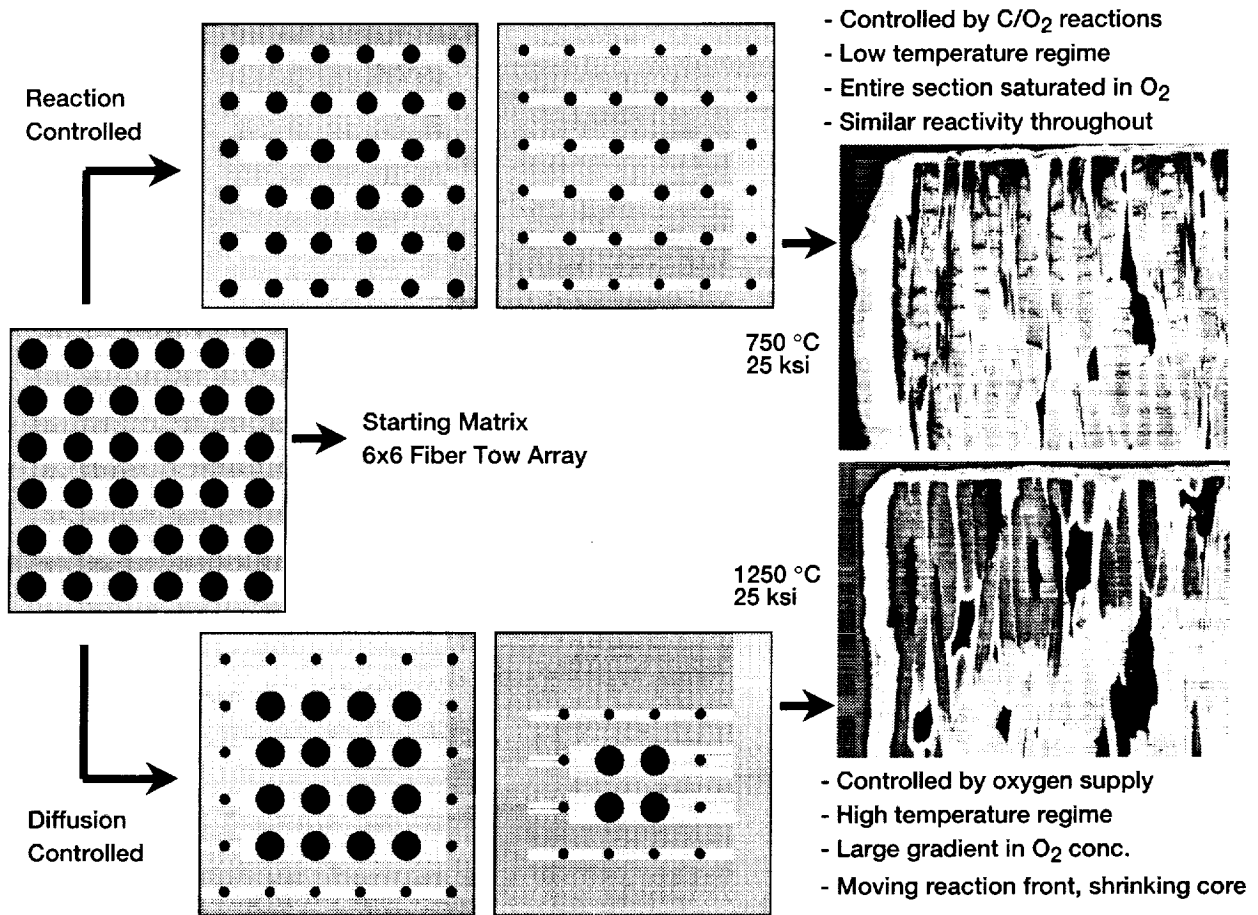 - Controlled by C/O2 reactions
- Low temperature regime
- Entire section saturated in O2
- Similar reactivity throughout
Reaction
Controlled
750 °C
25 ksi
Starting Matrix
6x6 Fiber Tow Array
1250 °C
25 ksi
Diffusion
Controlled
- Controlled by oxygen supply
- High temperature regime
- Large gradient in O2 conc.
- Moving reaction front, shrinking core